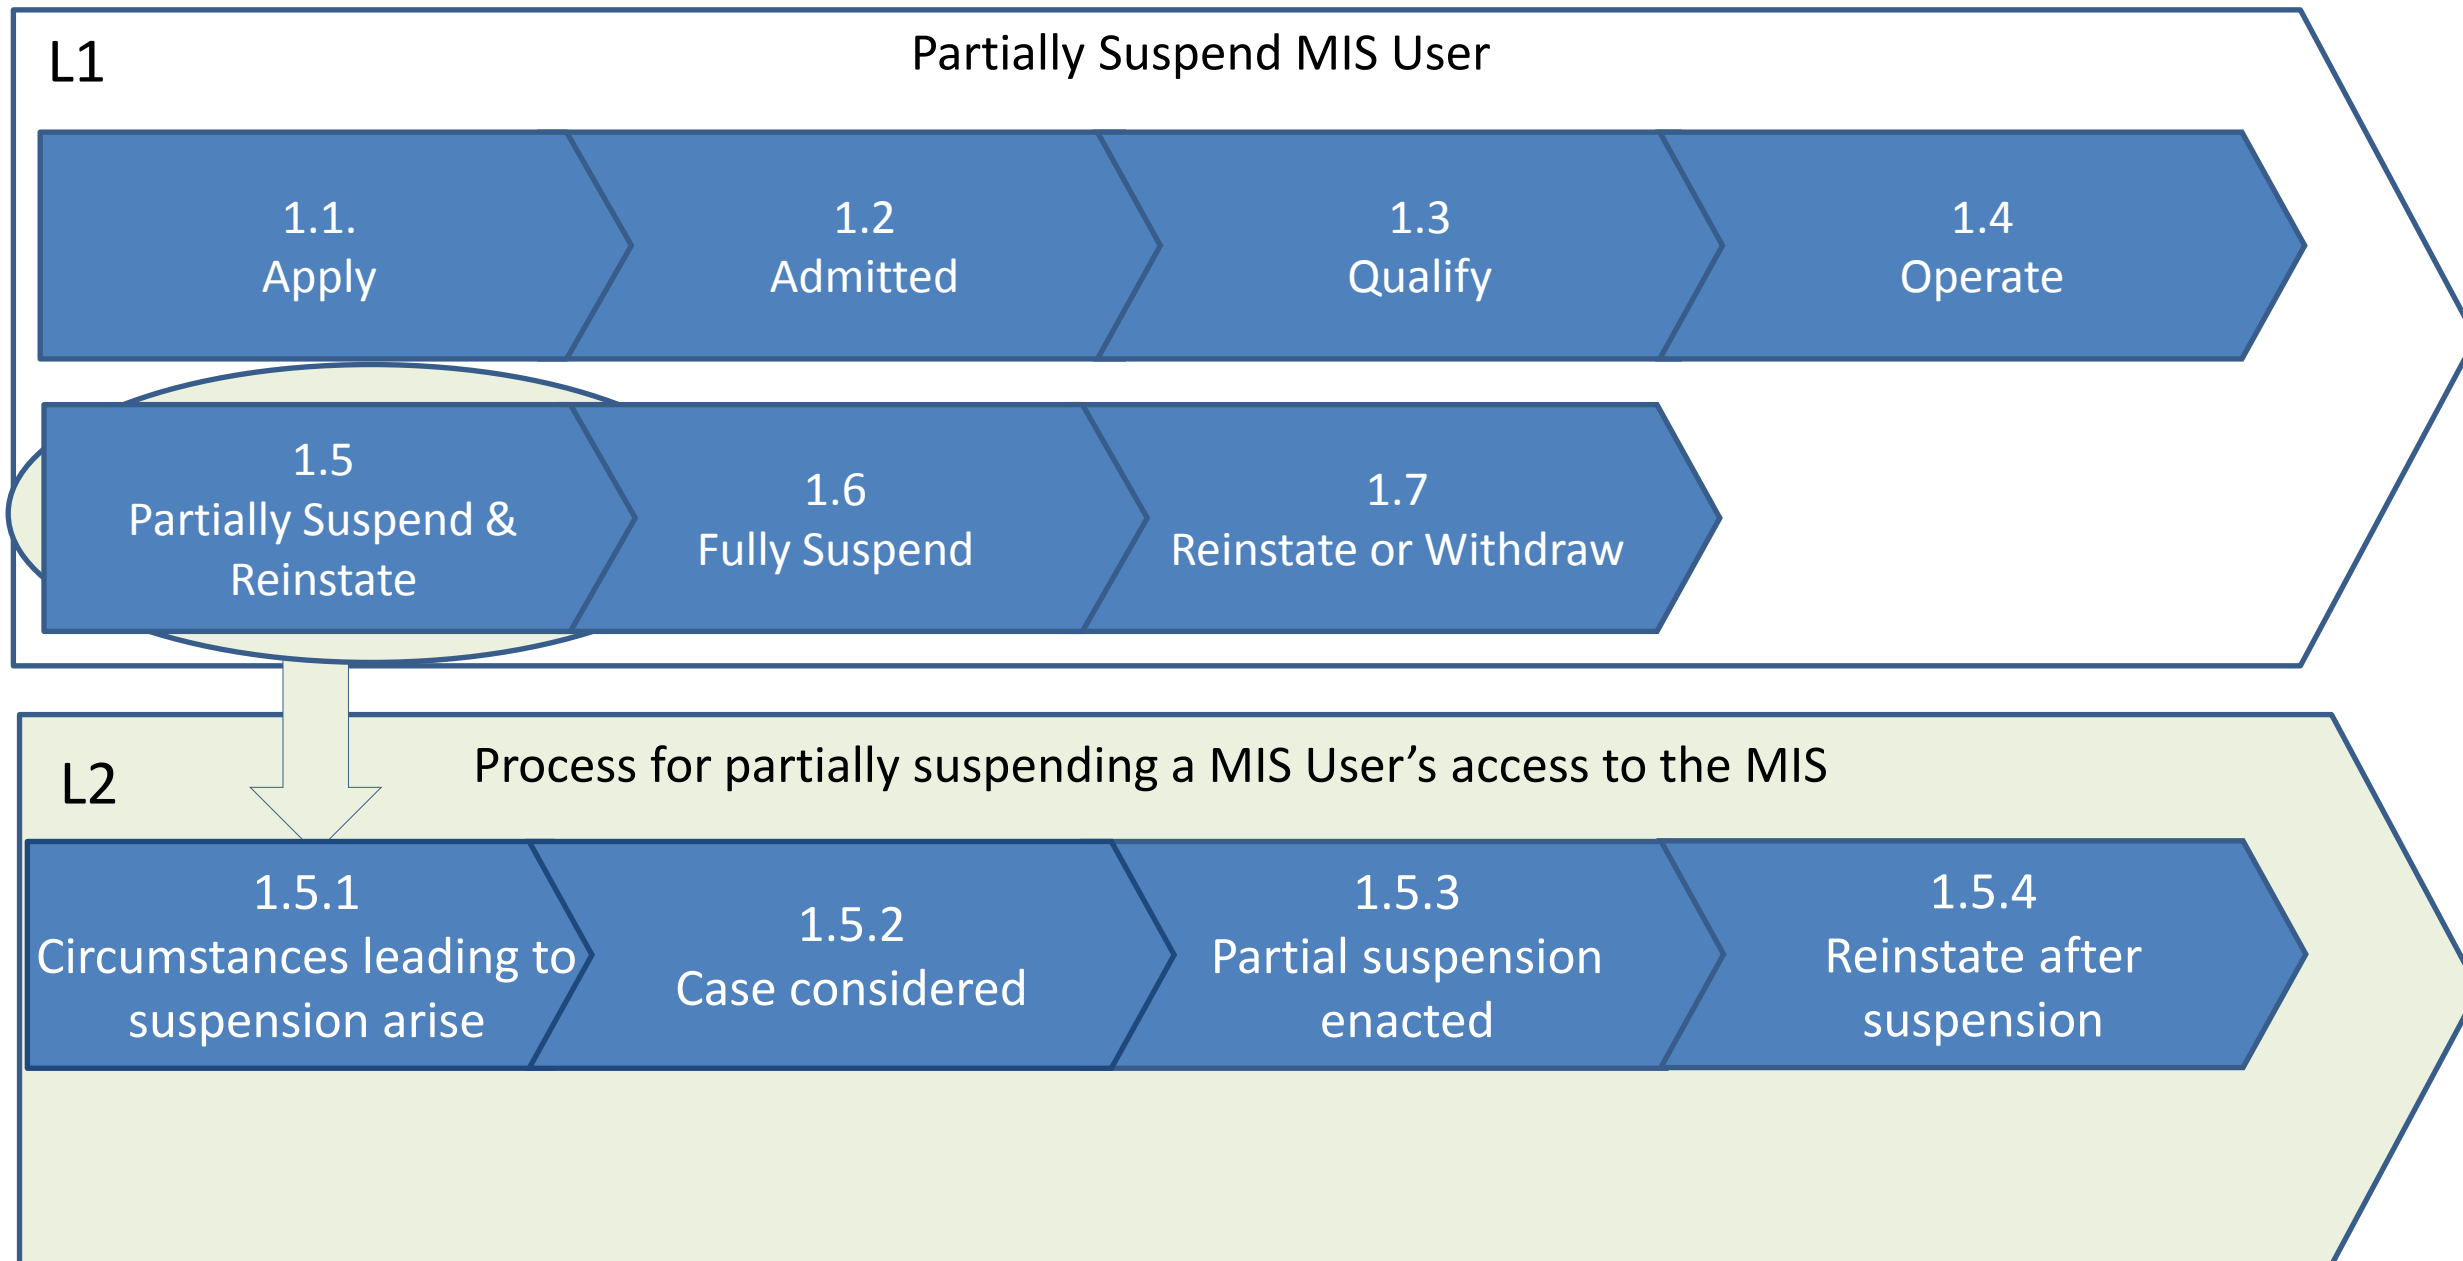 L1
Partially Suspend MIS User
1.1.
Apply
1.2
Admitted
1.3
Qualify
1.4
Operate
1.5
Partially Suspend &
Reinstate
1.6
Fully Suspend
1.7
Reinstate or Withdraw
L2
Process for partially suspending a MIS User’s access to the MIS
1.5.1
Circumstances leading to
suspension arise
1.5.2
Case considered
1.5.3
Partial suspension
enacted
1.5.4
Reinstate after
suspension